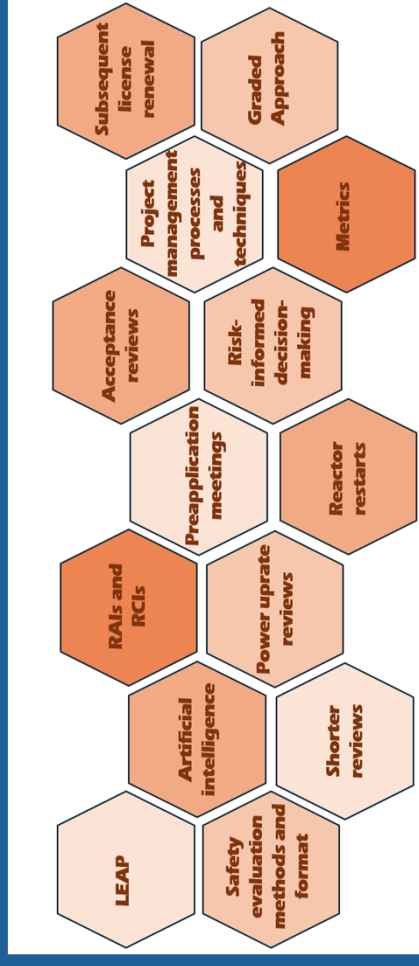 LEAP
RAIs and
RCIs
Acceptance
reviews
Subsequent
license
renewal
Artificial
intelligence
Preapplication
meetings
Project
management
processes
and
techniques
Safety
evaluation
methods and
format
Power uprate
reviews
Risk-
informed
decision-
making
Graded
Approach
Shorter
reviews
Reactor
restarts
Metrics